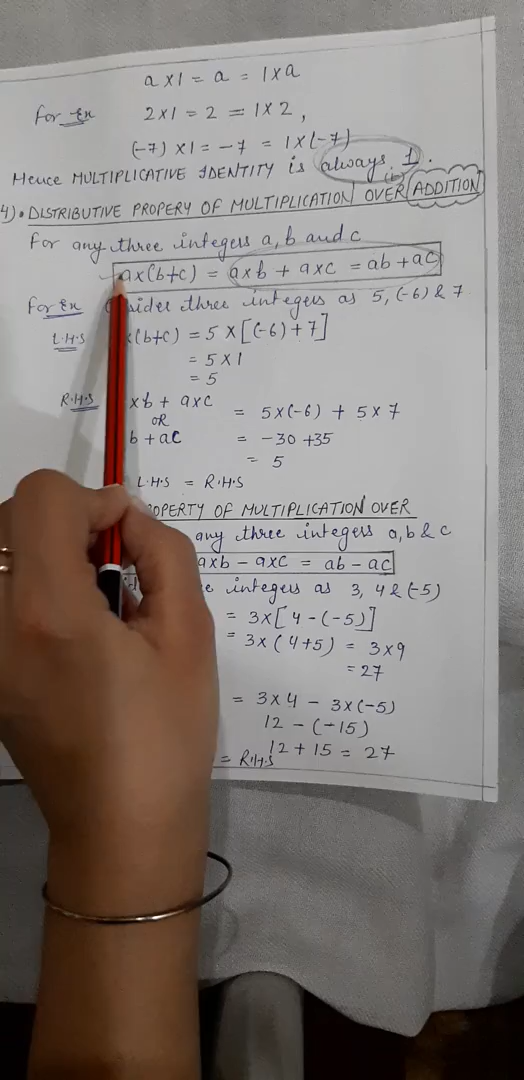 a x 1 = a = 1 x a
For Ex 2 x 1 = 2 = 1 x 2 ,
(-7) x 1 = -7 = 1 x (-7)
Hence MULTIPLICATIVE IDENTITY is always 1 .
4). DISTRIBUTIVE PROPERY OF MULTIPLICATION OVER (i) ADDITION
For any three integers a, b and c
a x (b+c) = a x b + a x c = ab + ac
For Ex three integers as 5, (-6) & 7
L.H.S (b+c) = 5 x [(-6) + 7]
= 5 x 1
= 5
R.H.S x b + a x c = 5 x (-6) + 5 x 7
OR
b + ac = -30 + 35
= 5
L.H.S = R.H.S
OF MULTIPLICATION OVER
any three integers a, b & c
a x b - a x c = ab - ac
integers as 3, 4 & (-5)
= 3 x [4 - (-5)]
= 3 x (4+5) = 3 x 9
= 27
= 3 x 4 - 3 x (-5)
12 - (-15)
12 + 15 = 27
= R.H.S